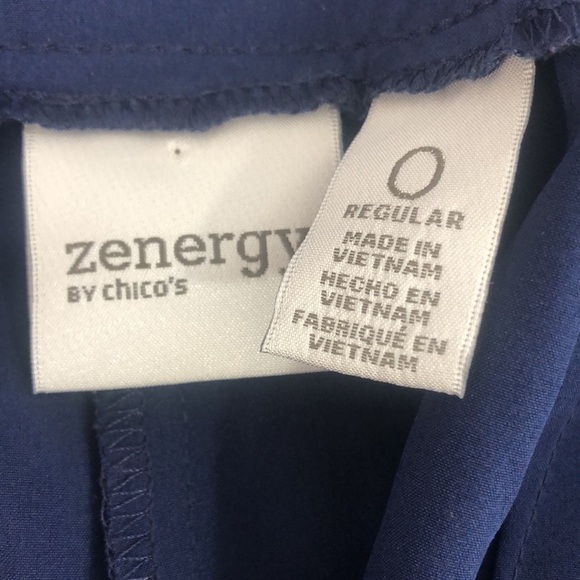 zenergy
BY chico's
0
REGULAR
MADE IN
VIETNAM
HECHO EN
VIETNAM
FABRIQUÉ EN
VIETNAM